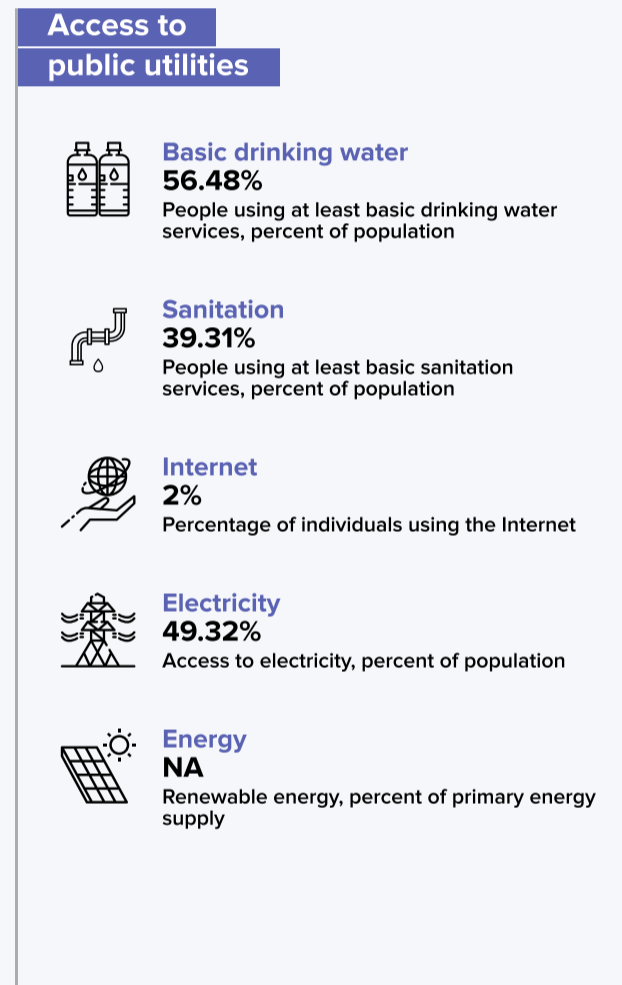 Access to
public utilities
Basic drinking water
56.48%
People using at least basic drinking water
services, percent of population
Sanitation
39.31%
People using at least basic sanitation
services, percent of population
Internet
2%
Percentage of individuals using the Internet
Electricity
49.32%
Access to electricity, percent of population
Energy
NA
Renewable energy, percent of primary energy
supply